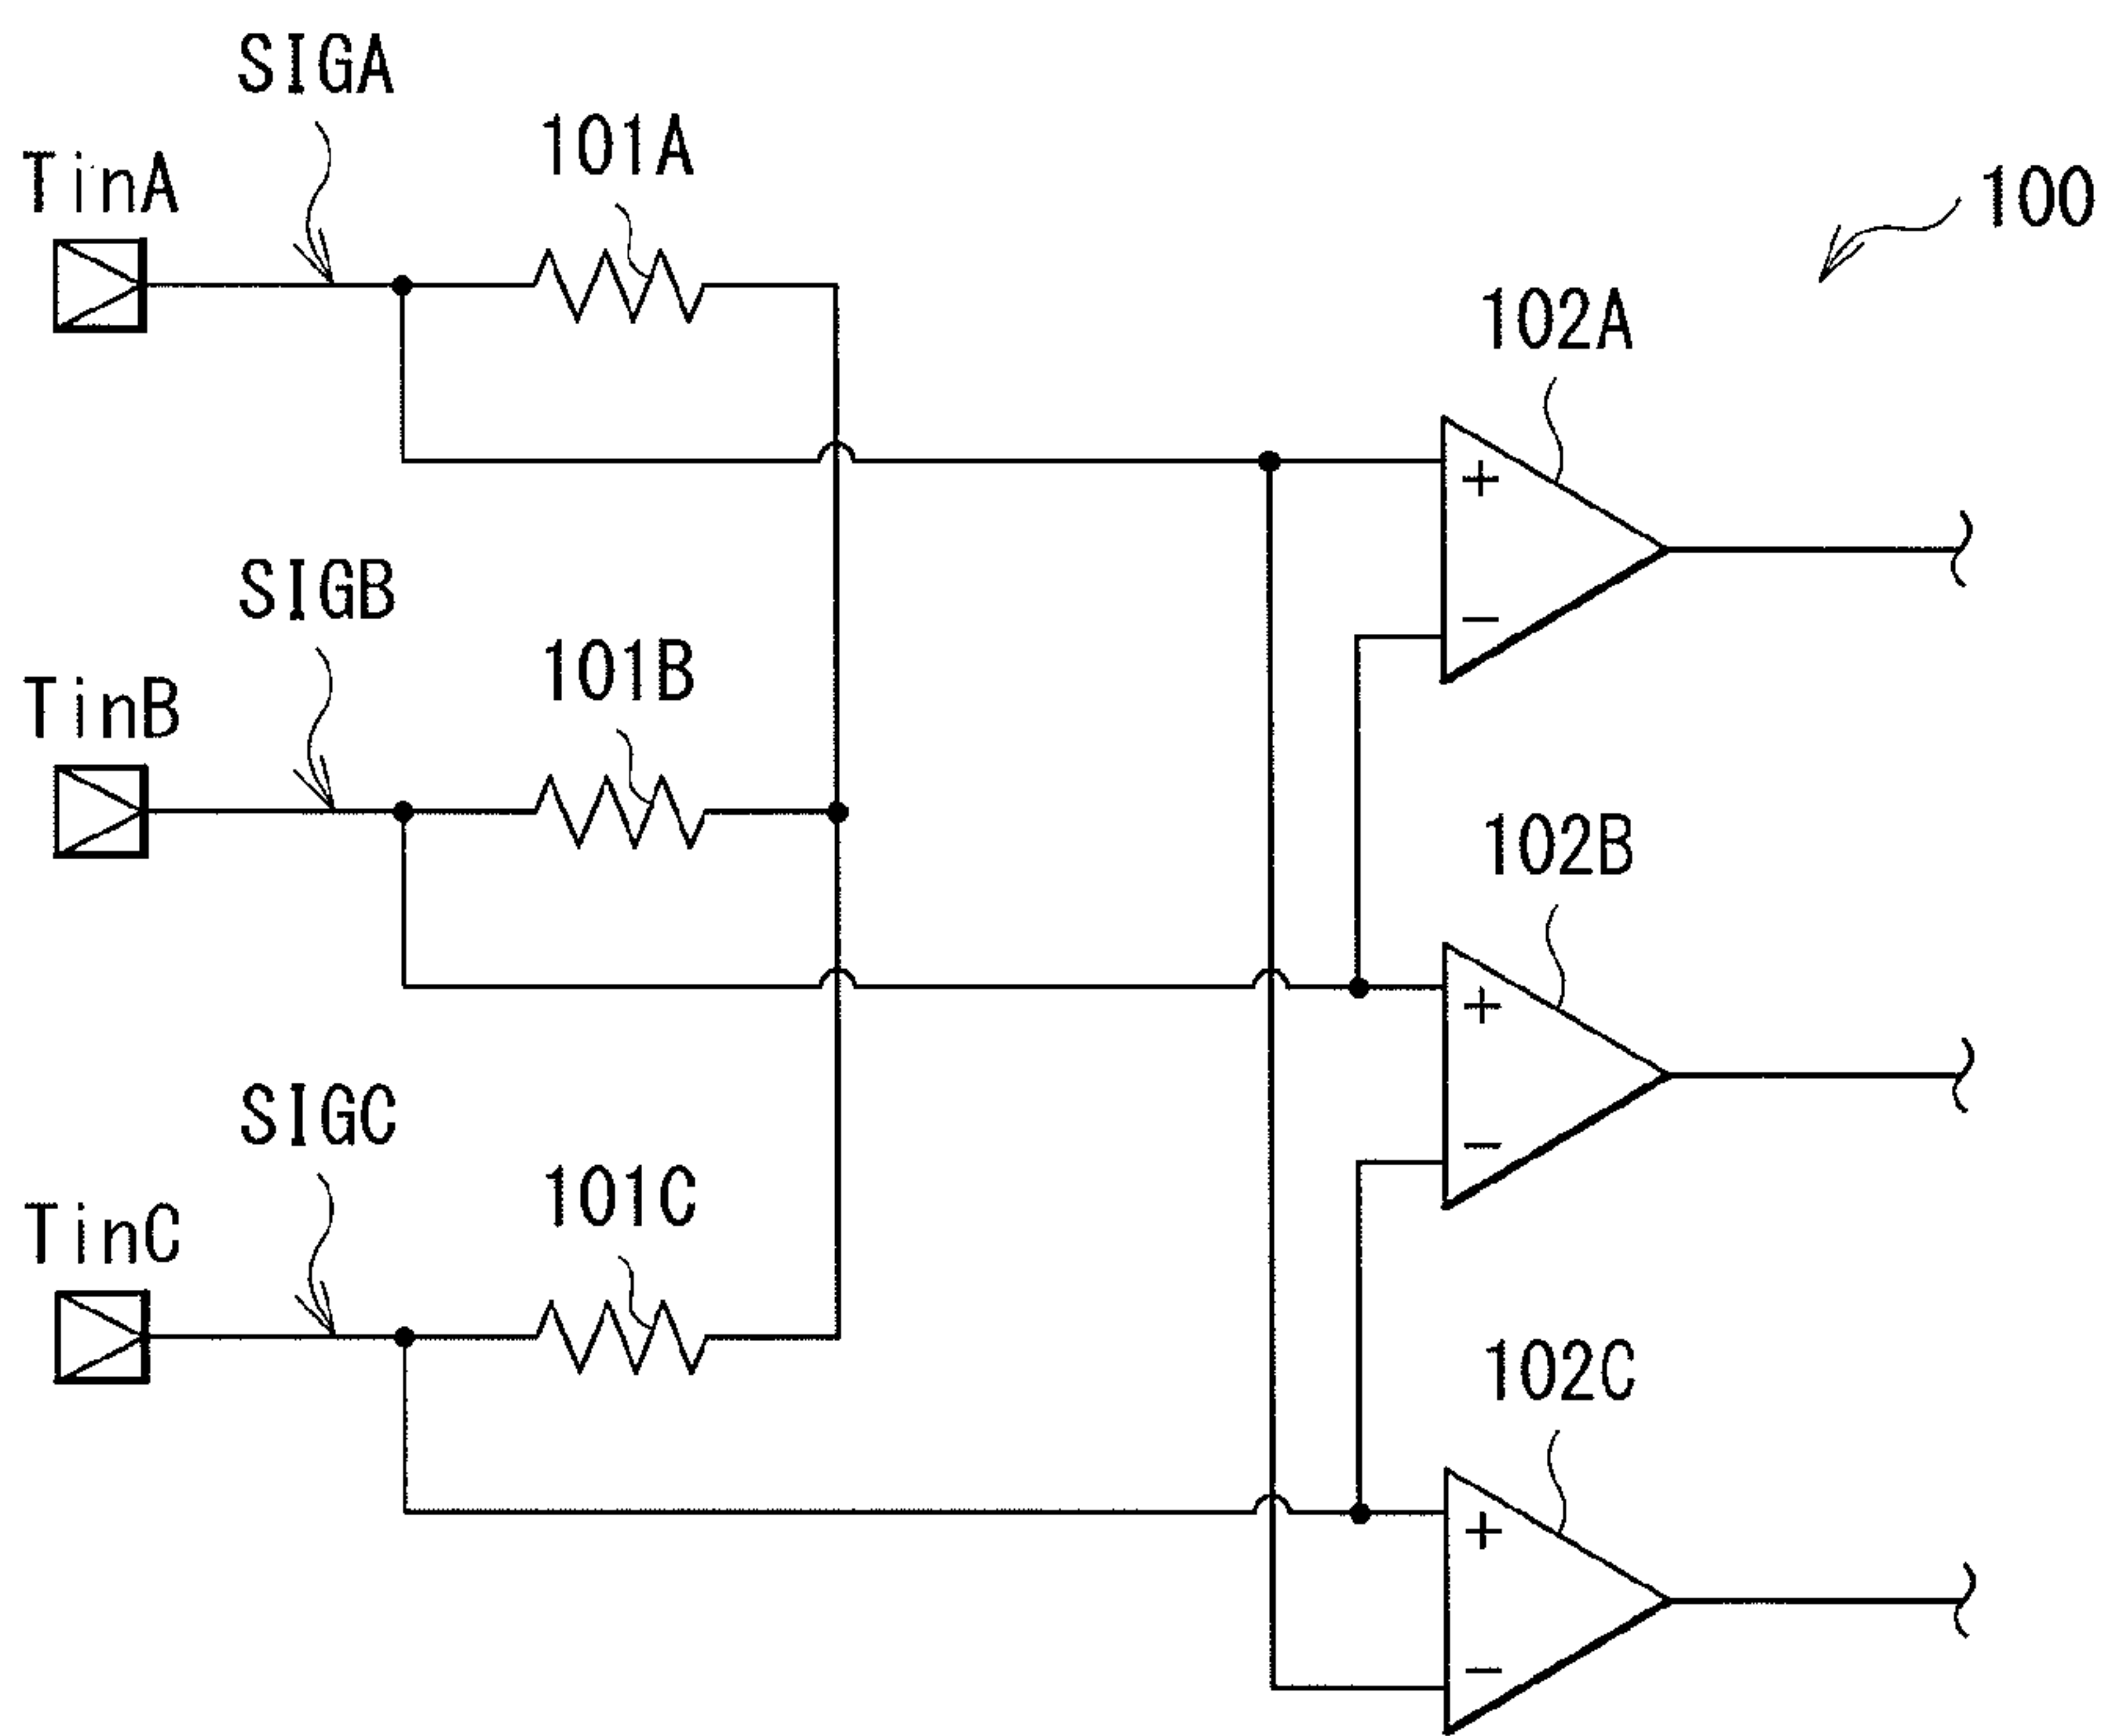 SIGA
101A
TinA
100
102A
+
−
SIGB
101B
TinB
102B
+
−
SIGC
101C
TinC
102C
+
−